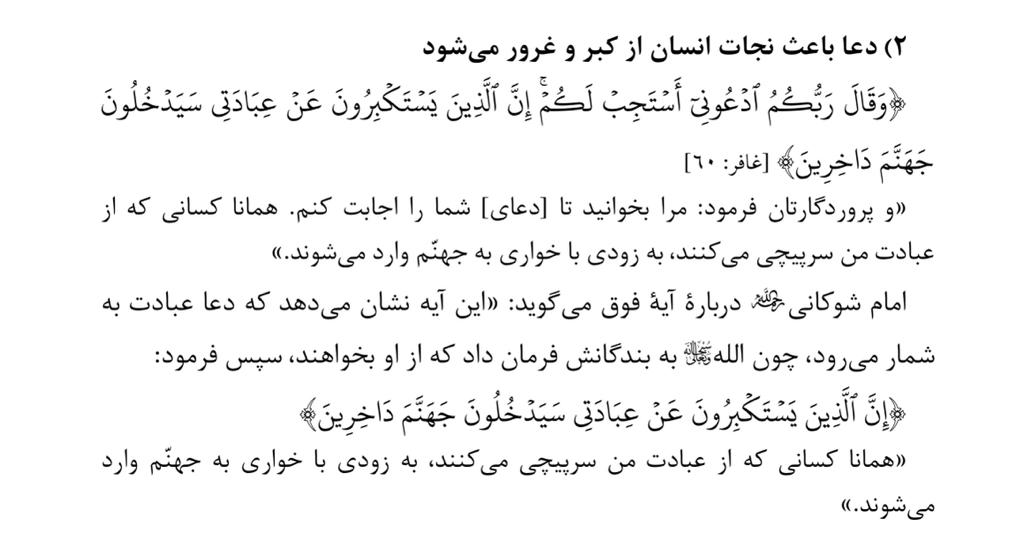 ۲) دعا باعث نجات انسان از کبر و غرور می‌شود
﴿وَقَالَ رَبُّكُمُ ٱدۡعُونِيٓ أَسۡتَجِبۡ لَكُمۡۚ إِنَّ ٱلَّذِينَ يَسۡتَكۡبِرُونَ عَنۡ عِبَادَتِي سَيَدۡخُلُونَ
جَهَنَّمَ دَاخِرِينَ﴾ [غافر: ٦٠]
«و پروردگارتان فرمود: مرا بخوانید تا [دعای] شما را اجابت کنم. همانا کسانی که از
عبادت من سرپیچی می‌کنند، به زودی با خواری به جهنّم وارد می‌شوند.»
امام شوکانی رحمه الله دربارهٔ آیهٔ فوق می‌گوید: «این آیه نشان می‌دهد که دعا عبادت به
شمار می‌رود، چون الله سبحانه وتعالی به بندگانش فرمان داد که از او بخواهند، سپس فرمود:
﴿إِنَّ ٱلَّذِينَ يَسۡتَكۡبِرُونَ عَنۡ عِبَادَتِي سَيَدۡخُلُونَ جَهَنَّمَ دَاخِرِينَ﴾
«همانا کسانی که از عبادت من سرپیچی می‌کنند، به زودی با خواری به جهنّم وارد
می‌شوند.»